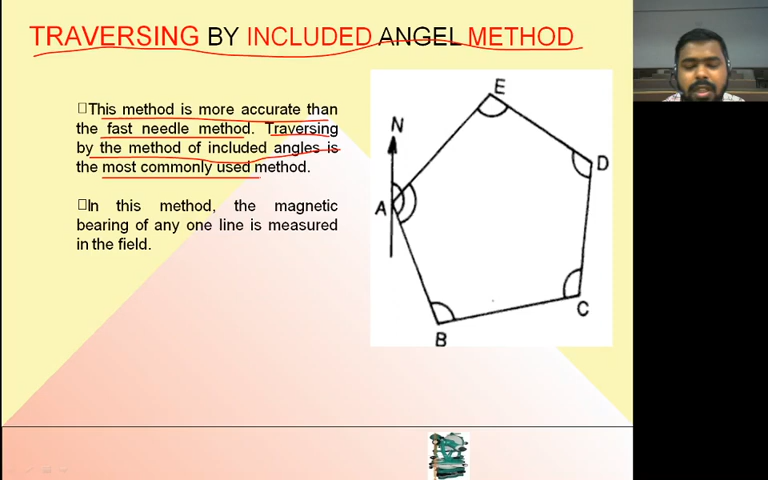 TRAVERSING BY INCLUDED ANGEL METHOD
This method is more accurate than
the fast needle method. Traversing
by the method of included angles is
the most commonly used method.
In this method, the magnetic
bearing of any one line is measured
in the field.
E
N
D
A
C
B